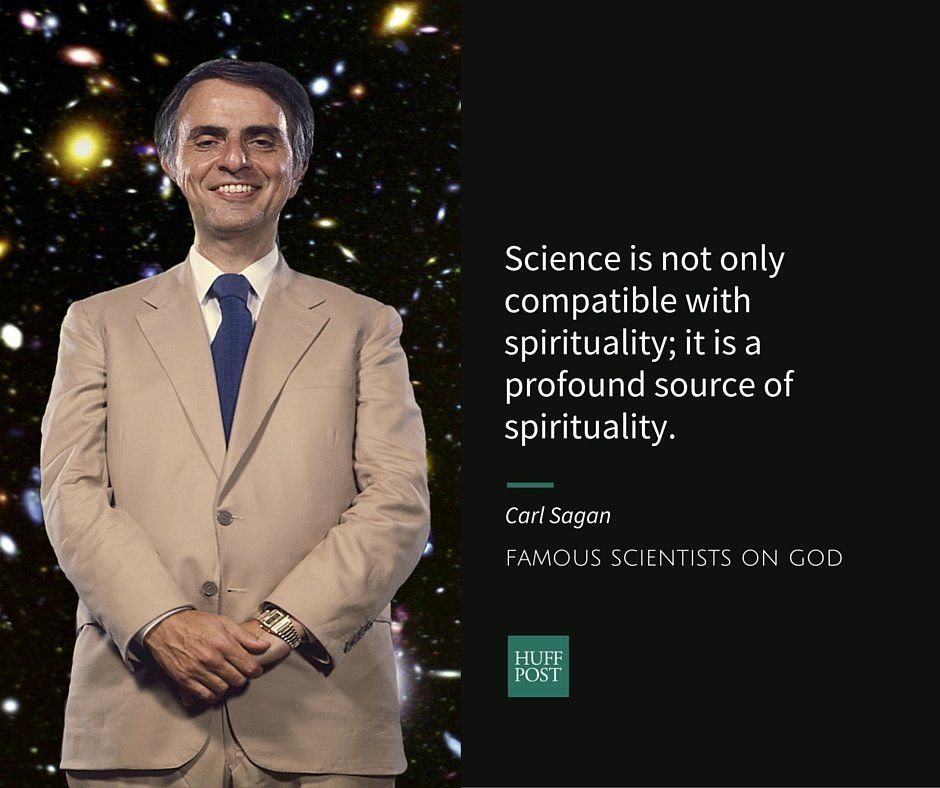 Science is not only
compatible with
spirituality; it is a
profound source of
spirituality.
Carl Sagan
FAMOUS SCIENTISTS ON GOD
HUFF
POST